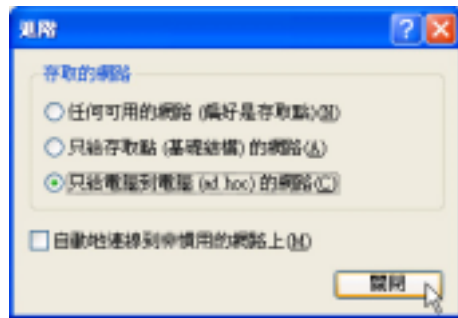 進階
存取的網路
任何可用的網路 (偏好是存取點)(N)
只給存取點 (基礎結構) 的網路(A)
只給電腦到電腦 (ad hoc) 的網路(C)
自動地連線到非慣用的網路上(M)
關閉